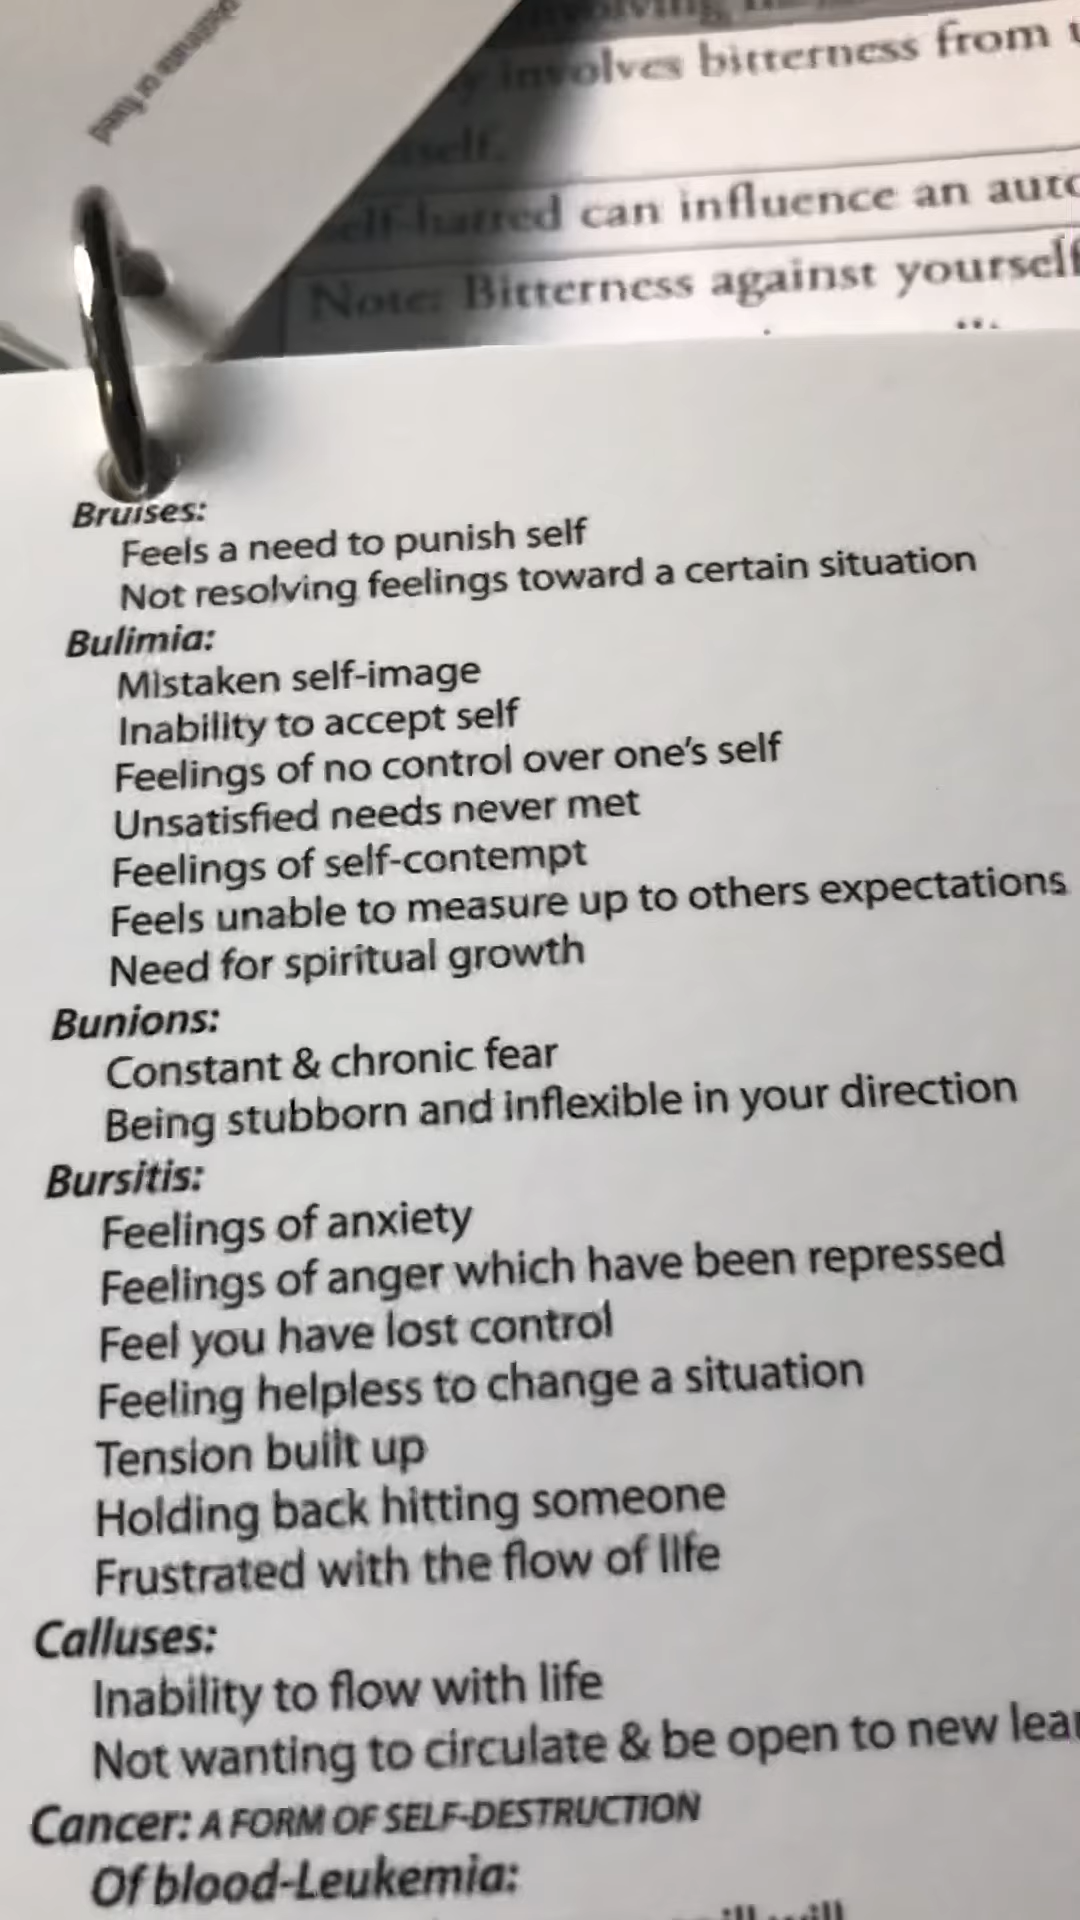 or fixed
involves bitterness from
self.
self-hatred can influence an auto
Note: Bitterness against yourself
Bruises:
Feels a need to punish self
Not resolving feelings toward a certain situation
Bulimia:
Mistaken self-image
Inability to accept self
Feelings of no control over one's self
Unsatisfied needs never met
Feelings of self-contempt
Feels unable to measure up to others expectations
Need for spiritual growth
Bunions:
Constant & chronic fear
Being stubborn and inflexible in your direction
Bursitis:
Feelings of anxiety
Feelings of anger which have been repressed
Feel you have lost control
Feeling helpless to change a situation
Tension built up
Holding back hitting someone
Frustrated with the flow of life
Calluses:
Inability to flow with life
Not wanting to circulate & be open to new lear
Cancer: A FORM OF SELF-DESTRUCTION
Of blood-Leukemia: